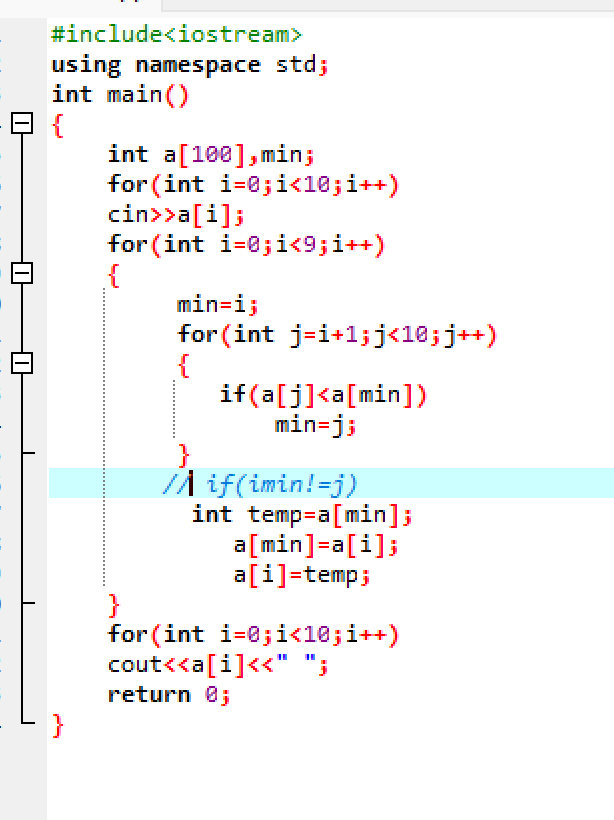 #include<iostream>
using namespace std;
int main()
{
    int a[100],min;
    for(int i=0;i<10;i++)
    cin>>a[i];
    for(int i=0;i<9;i++)
    {
         min=i;
         for(int j=i+1;j<10;j++)
         {
            if(a[j]<a[min])
                min=j;
         }
        // if(imin!=j)
          int temp=a[min];
             a[min]=a[i];
             a[i]=temp;
    }
    for(int i=0;i<10;i++)
    cout<<a[i]<<" ";
    return 0;
}